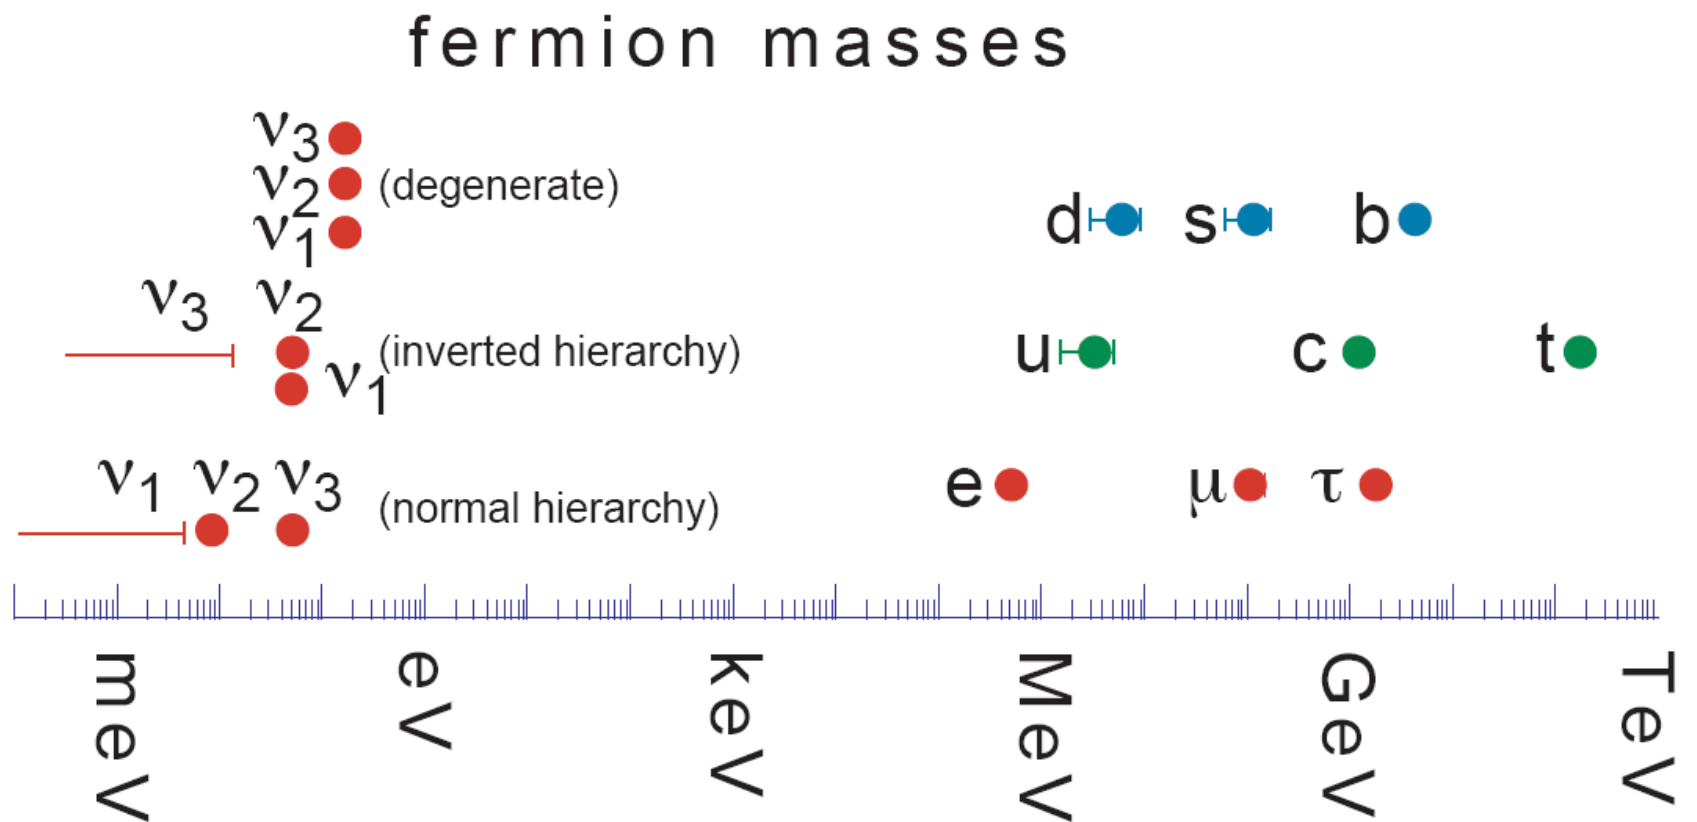 fermion masses
ν3
ν2 (degenerate)
ν1
d s b
ν3 ν2
(inverted hierarchy)
ν1
u c t
ν1 ν2 ν3
(normal hierarchy)
e μ τ
meV eV keV MeV GeV TeV